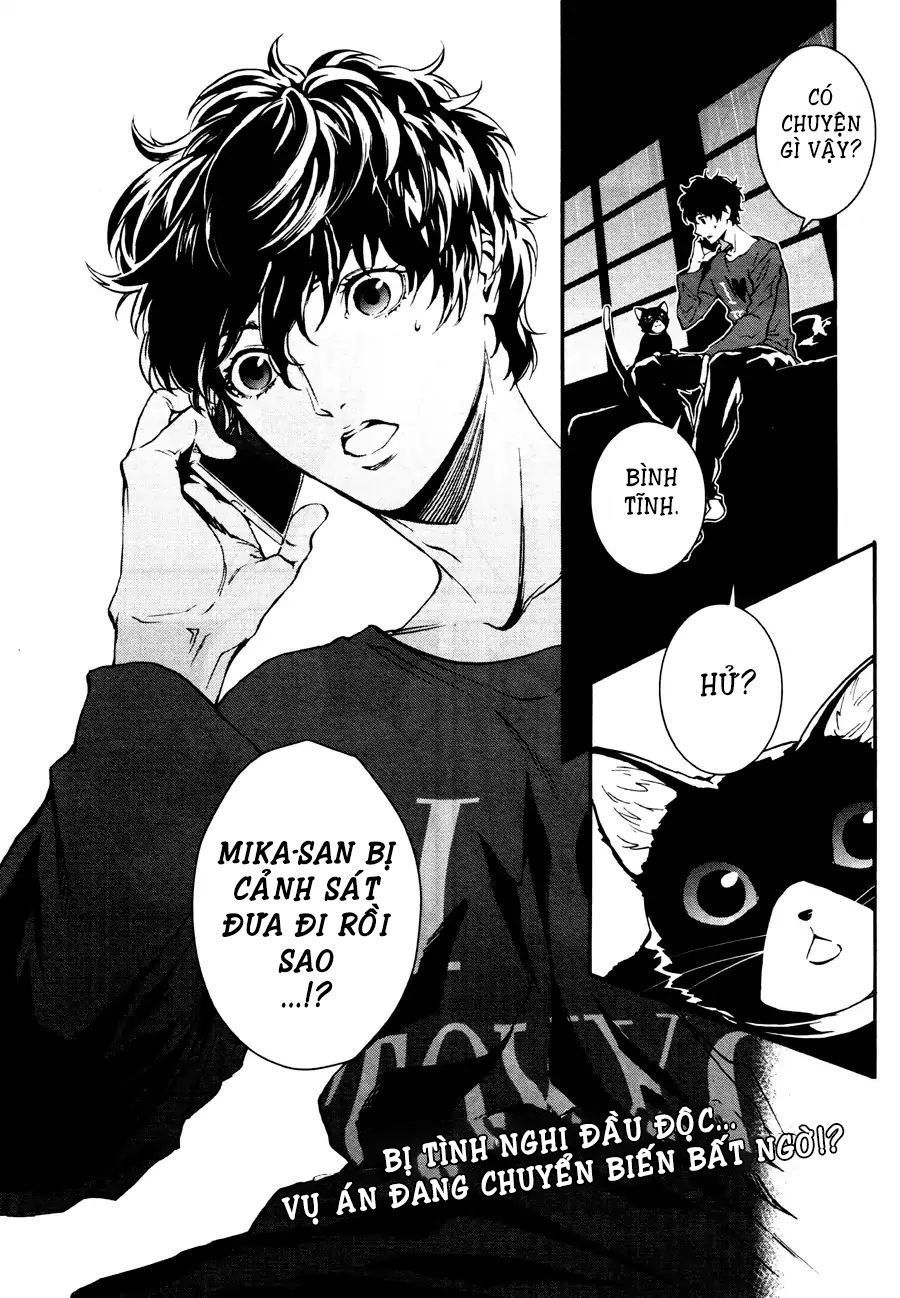 CÓ
CHUYỆN
GÌ VẬY?
BÌNH
TĨNH.
HỬ?
MIKA-SAN BỊ
CẢNH SÁT
ĐƯA ĐI RỒI
SAO
...!?
BỊ TÌNH NGHI ĐẦU ĐỘC...
VỤ ÁN ĐANG CHUYỂN BIẾN BẤT NGỜ!?